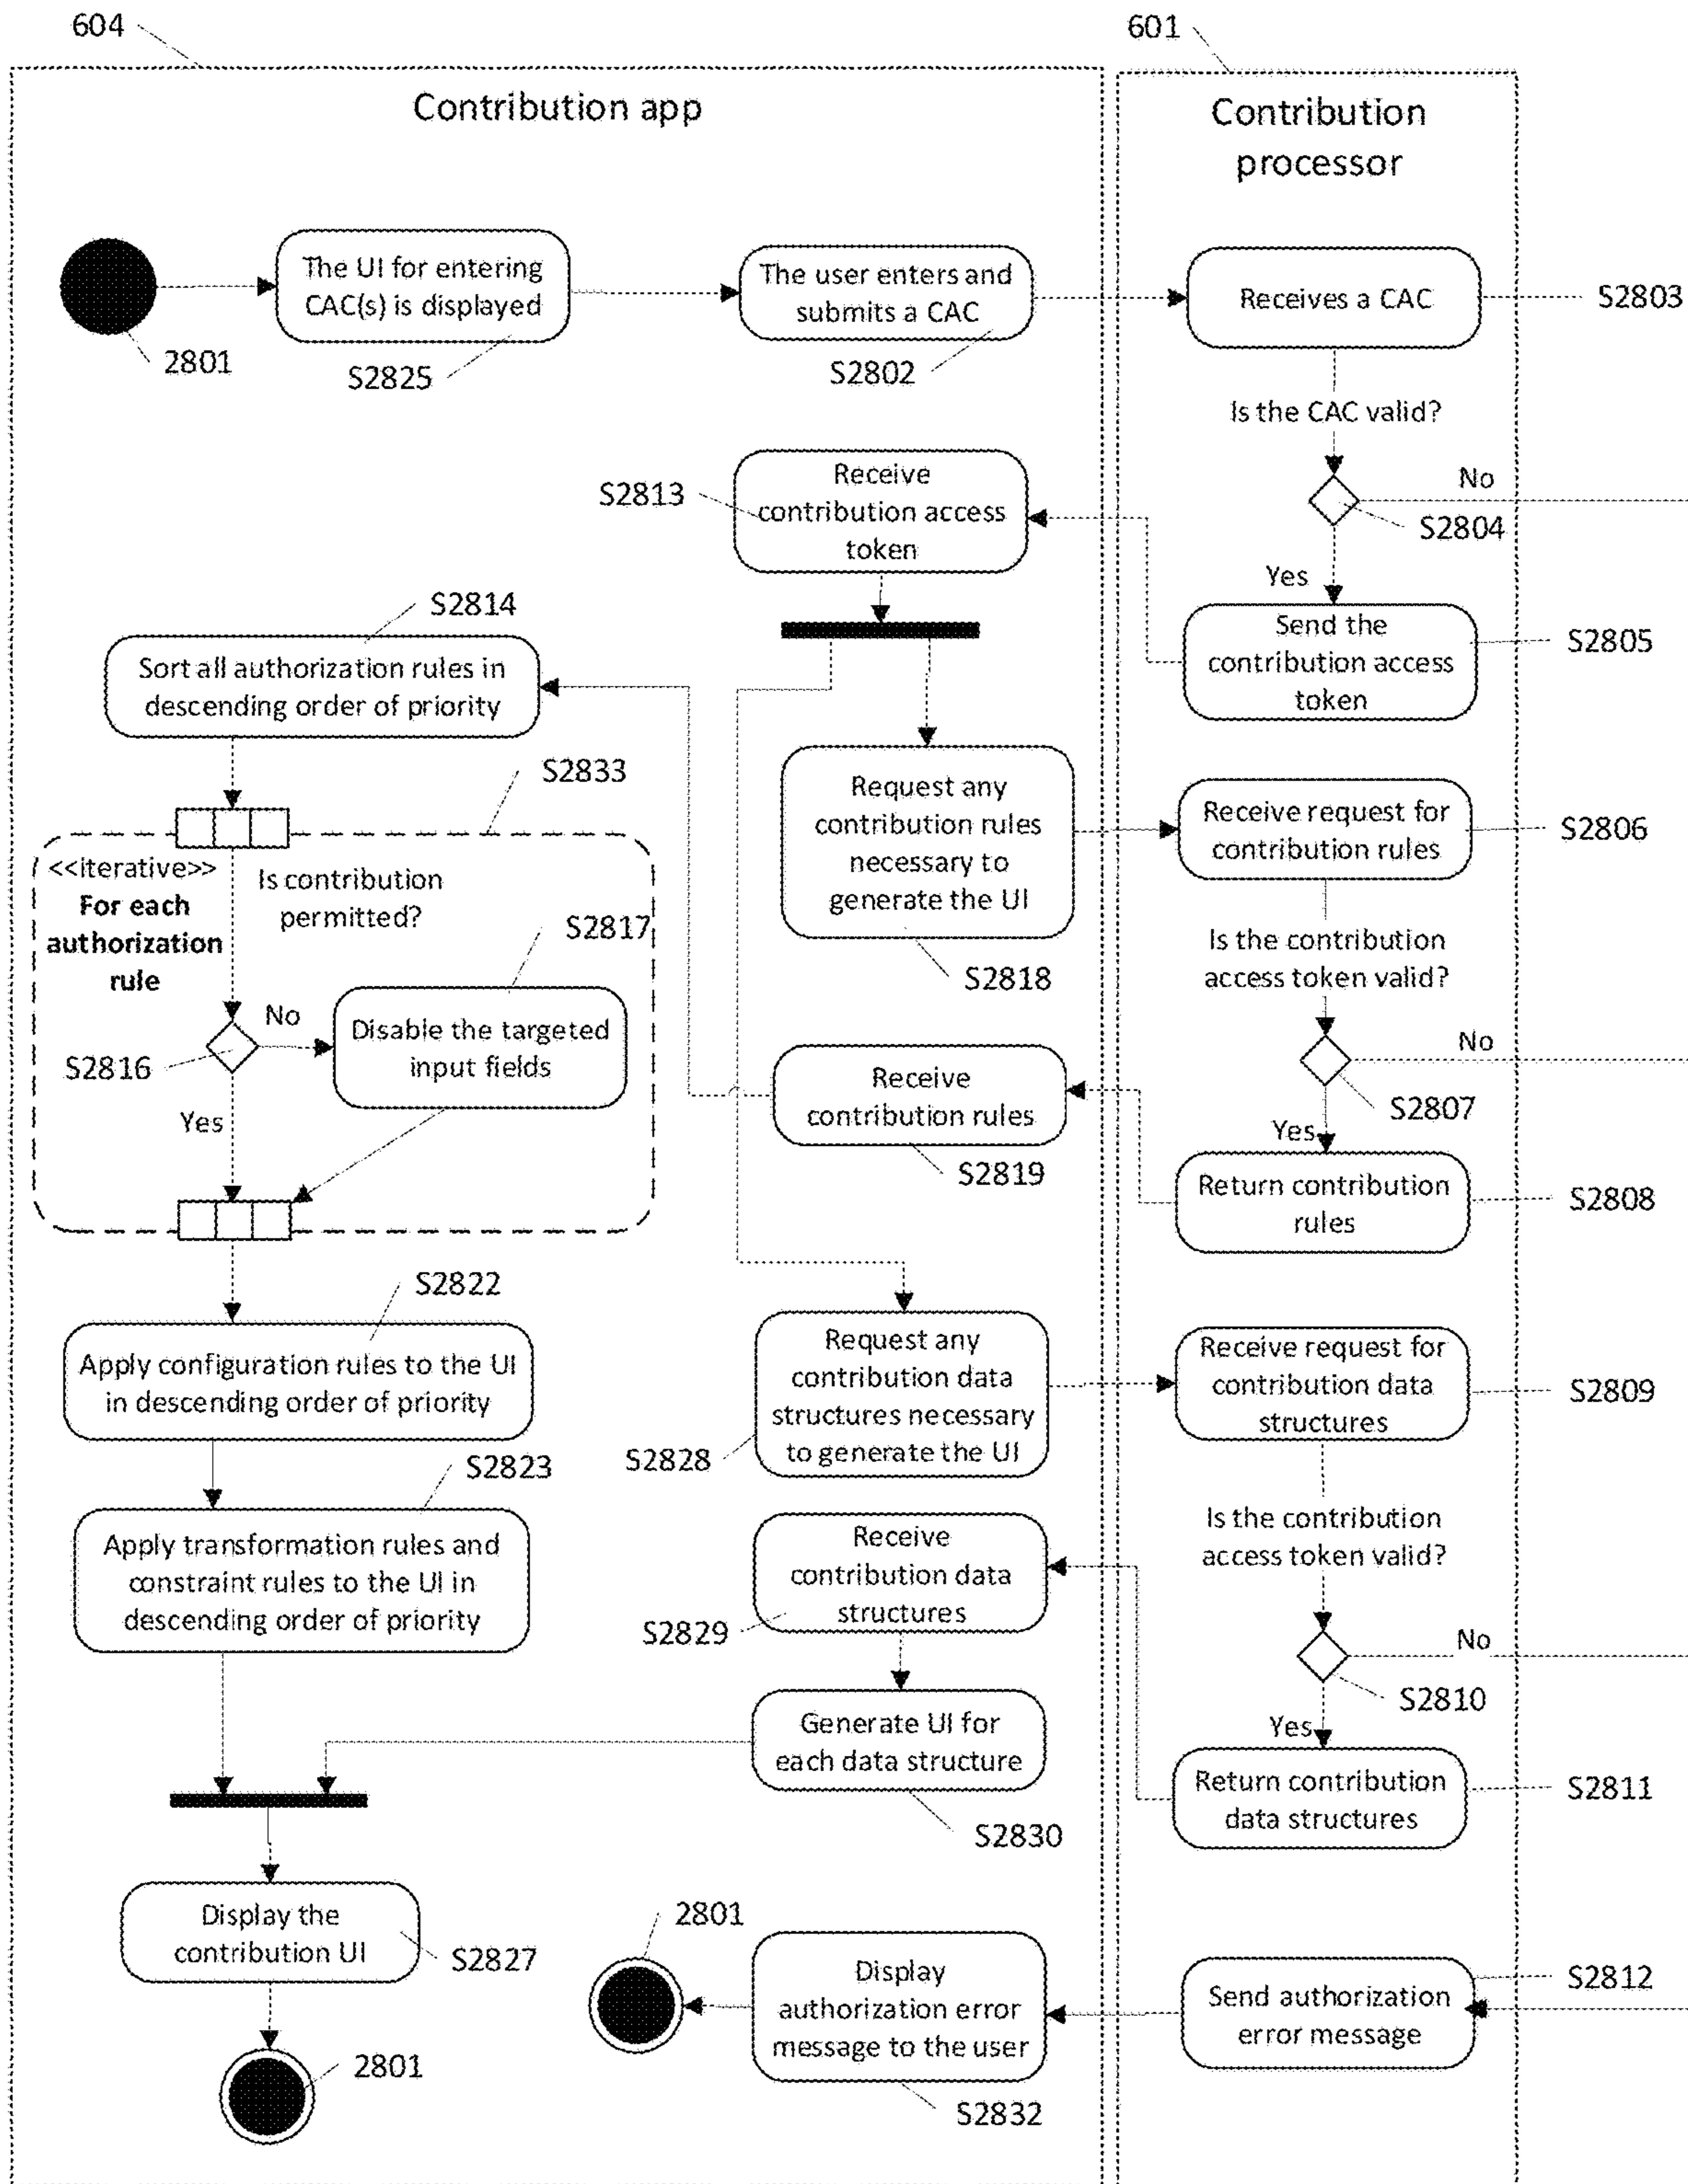 604
601
Contribution app
Contribution
processor
The UI for entering
CAC(s) is displayed
The user enters and
submits a CAC
Receives a CAC
S2803
2801
S2825
S2802
Is the CAC valid?
Receive
contribution access
token
S2813
No
S2804
Yes
S2814
Send the
contribution access
token
S2805
Sort all authorization rules in
descending order of priority
S2833
Request any
contribution rules
necessary to
generate the UI
Receive request for
contribution rules
S2806
<<iterative>>
For each
authorization
rule
Is contribution
permitted?
S2817
S2818
Is the contribution
access token valid?
No
Disable the targeted
input fields
S2816
No
Receive
contribution rules
S2807
Yes
Yes
S2819
Return contribution
rules
S2808
S2822
Apply configuration rules to the UI
in descending order of priority
Request any
contribution data
structures necessary
to generate the UI
Receive request for
contribution data
structures
S2809
S2828
S2823
Apply transformation rules and
constraint rules to the UI in
descending order of priority
Receive
contribution data
structures
Is the contribution
access token valid?
S2829
No
S2810
Generate UI for
each data structure
Yes
Return contribution
data structures
S2811
S2830
Display the
contribution UI
S2827
2801
Display
authorization error
message to the user
Send authorization
error message
S2812
2801
S2832